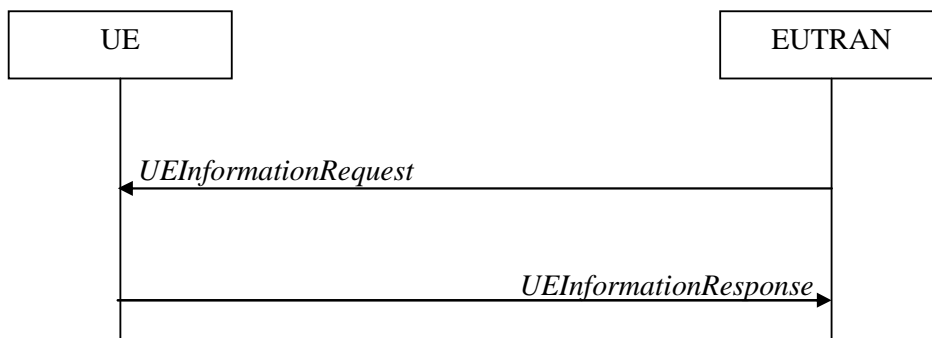 UE
EUTRAN
UEInformationRequest
UEInformationResponse